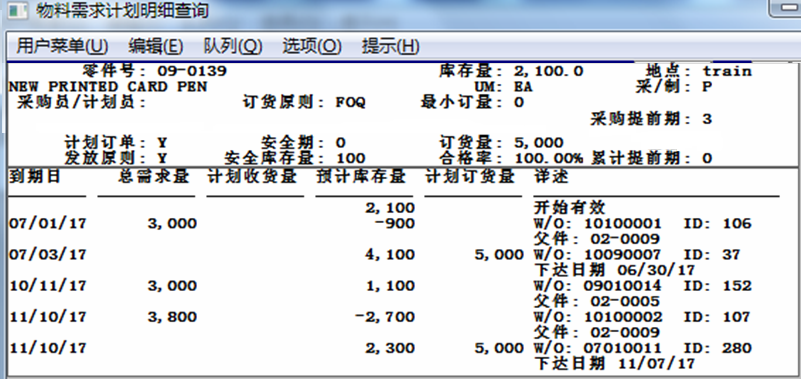 物料需求计划明细查询
用户菜单(U) 编辑(E) 队列(Q) 选项(O) 提示(H)
零件号: 09-0139 库存量: 2,100.0 地点: train
NEW PRINTED CARD PEN UM: EA 采/制: P
采购员/计划员: 订货原则: FOQ 最小订量: 0
采购提前期: 3
计划订单: Y 安全期: 0 订货量: 5,000
发放原则: Y 安全库存量: 100 合格率: 100.00% 累计提前期: 0
到期日 总需求量 计划收货量 预计库存量 计划订货量 详述
2,100 开始有效
07/01/17 3,000 -900 W/O: 10100001 ID: 106
父件: 02-0009
07/03/17 4,100 5,000 W/O: 10090007 ID: 37
下达日期 06/30/17
10/11/17 3,000 1,100 W/O: 09010014 ID: 152
父件: 02-0005
11/10/17 3,800 -2,700 W/O: 10100002 ID: 107
父件: 02-0009
11/10/17 2,300 5,000 W/O: 07010011 ID: 280
下达日期 11/07/17